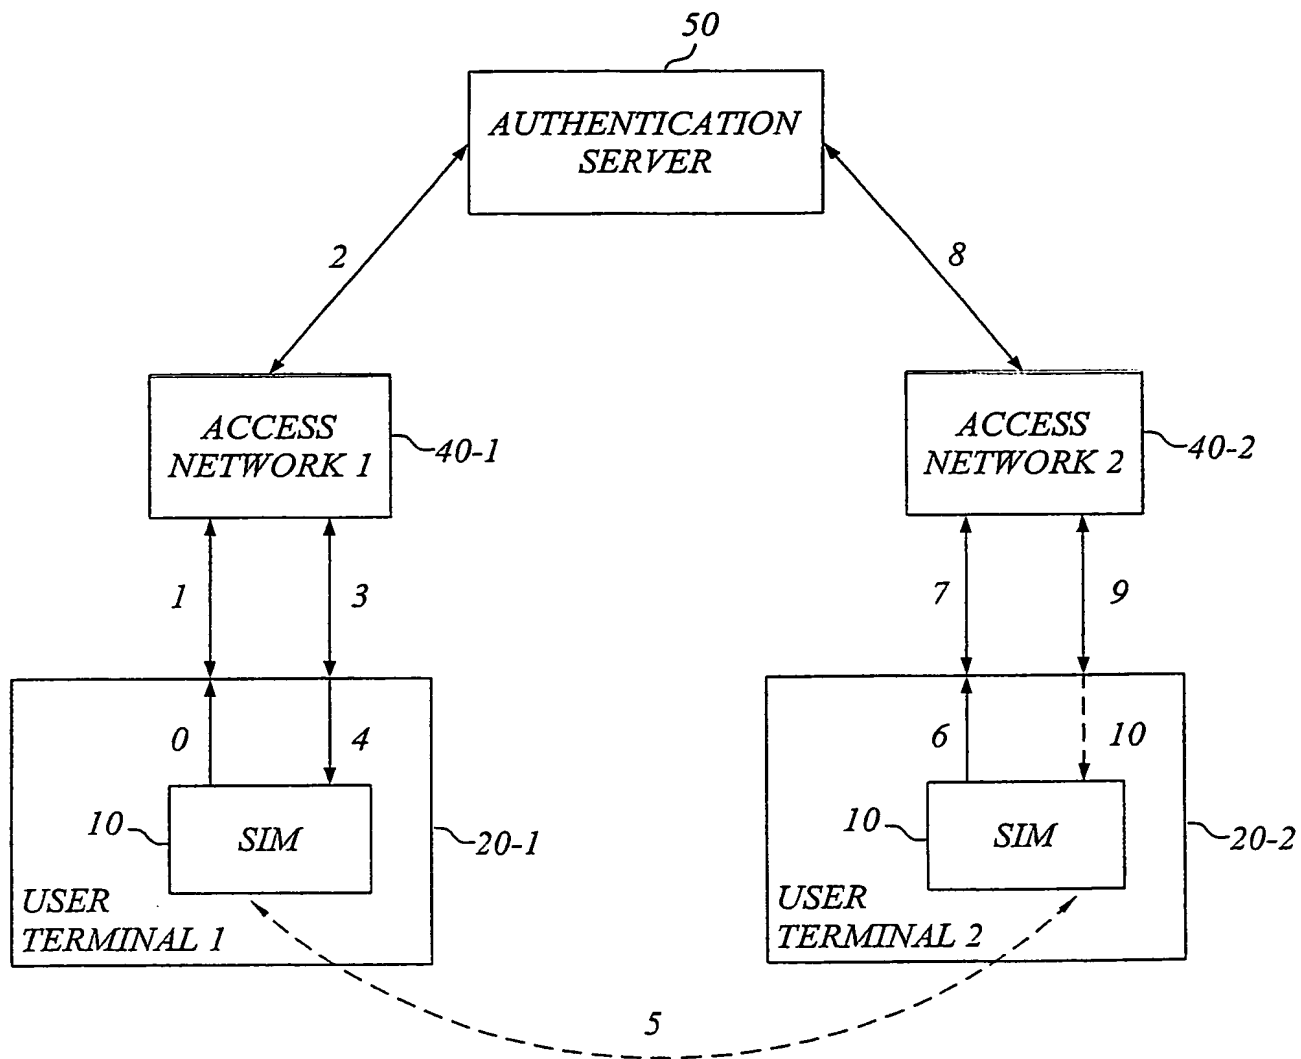 50
AUTHENTICATION
SERVER
2
8
ACCESS
NETWORK 1
40-1
ACCESS
NETWORK 2
40-2
1
3
7
9
0
4
6
10
10
SIM
20-1
10
SIM
20-2
USER
TERMINAL 1
USER
TERMINAL 2
5